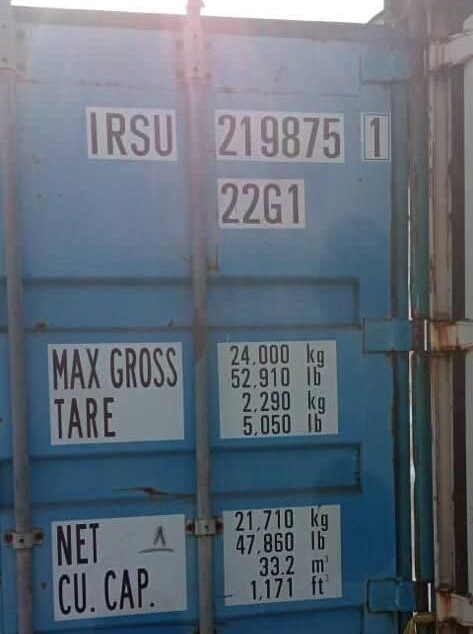 IRSU 219875 1
22G1
MAX GROSS 24,000 kg
52,910 lb
TARE 2,290 kg
5,050 lb
NET 21,710 kg
47,860 lb
CU. CAP. 33.2 m³
1,171 ft³